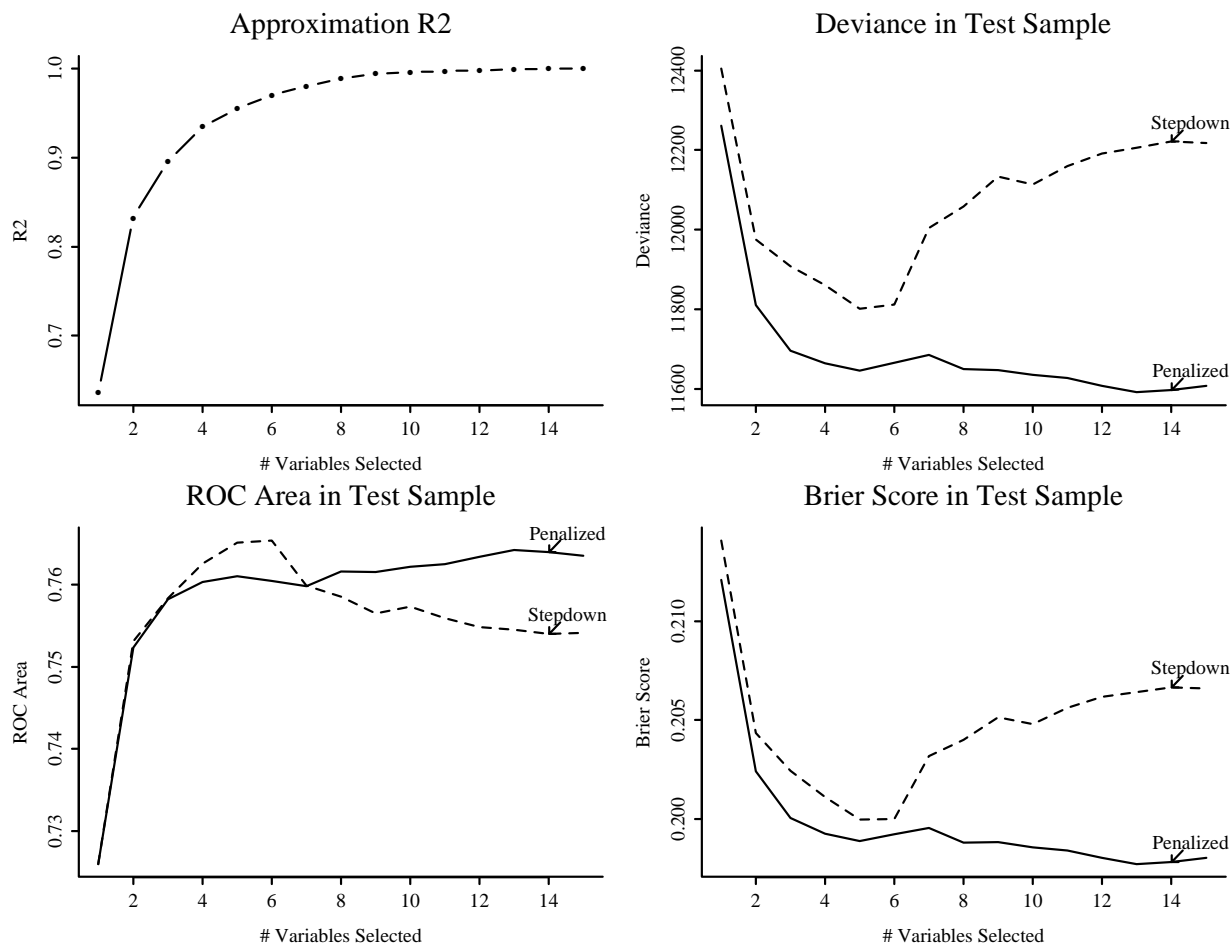 Approximation R2
R2
0.7 0.8 0.9 1.0
2 4 6 8 10 12 14
# Variables Selected
Deviance in Test Sample
Deviance
11600 11800 12000 12200 12400
Stepdown
Penalized
2 4 6 8 10 12 14
# Variables Selected
ROC Area in Test Sample
ROC Area
0.73 0.74 0.75 0.76
Penalized
Stepdown
2 4 6 8 10 12 14
# Variables Selected
Brier Score in Test Sample
Brier Score
0.200 0.205 0.210
Stepdown
Penalized
2 4 6 8 10 12 14
# Variables Selected